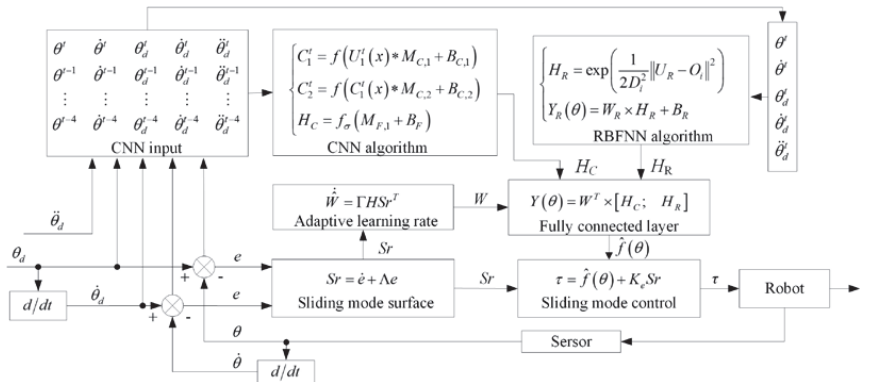 θ^t θ̇^t θ_d^t θ̇_d^t θ̈_d^t
θ^{t-1} θ̇^{t-1} θ_d^{t-1} θ̇_d^{t-1} θ̈_d^{t-1}
⋮ ⋮ ⋮ ⋮ ⋮
θ^{t-4} θ̇^{t-4} θ_d^{t-4} θ̇_d^{t-4} θ̈_d^{t-4}
CNN input
C_1^t = f(U_1^t(x) * M_{C,1} + B_{C,1})
C_2^t = f(C_1^t(x) * M_{C,2} + B_{C,2})
H_C = f_σ(M_{F,1} + B_F)
CNN algorithm
H_R = exp(1/2D_i^2 ‖U_R − O_i‖^2)
Y_R(θ) = W_R × H_R + B_R
RBFNN algorithm
θ^t
θ̇^t
θ_d^t
θ̇_d^t
θ̈_d^t
H_C
H_R
θ̈_d
Ŵ̇ = ΓHSr^T
Adaptive learning rate
W
Y(θ) = W^T × [H_C; H_R]
Fully connected layer
Sr
f̂(θ)
θ_d
+
-
e
Sr = ė + Λe
Sliding mode surface
Sr
τ = f̂(θ) + K_e Sr
Sliding mode control
τ
Robot
d/dt
θ̇_d
+
-
e
θ
Sersor
θ̇
d/dt